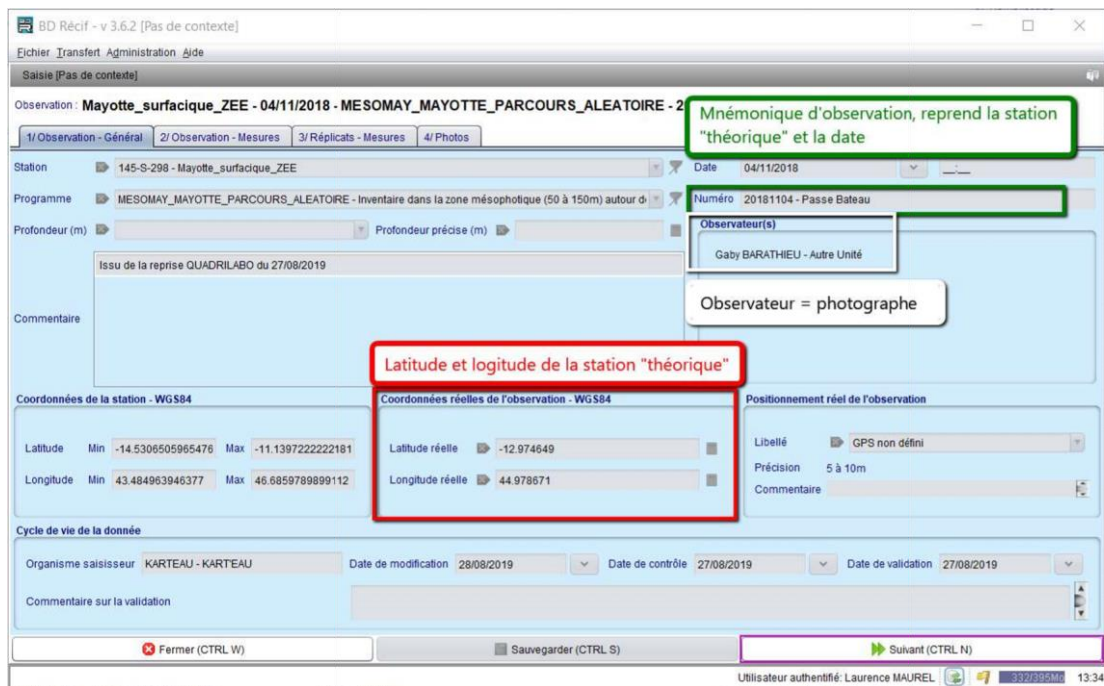 BD Récif - v 3.6.2 [Pas de contexte]
Fichier Transfert Administration Aide
Saisie [Pas de contexte]
Observation : Mayotte_surfacique_ZEE - 04/11/2018 - MESOMAY_MAYOTTE_PARCOURS_ALEATOIRE - 2
Mnémonique d'observation, reprend la station
"théorique" et la date
1/ Observation - Général 2/ Observation - Mesures 3/ Réplicats - Mesures 4/ Photos
Station 145-S-298 - Mayotte_surfacique_ZEE Date 04/11/2018 __:__
Programme MESOMAY_MAYOTTE_PARCOURS_ALEATOIRE - Inventaire dans la zone mésophotique (50 à 150m) autour d Numéro 20181104 - Passe Bateau
Profondeur (m) Profondeur précise (m) Observateur(s)
Gaby BARATHIEU - Autre Unité
Issu de la reprise QUADRILABO du 27/08/2019
Observateur = photographe
Commentaire
Latitude et logitude de la station "théorique"
Coordonnées de la station - WGS84 Coordonnées réelles de l'observation - WGS84 Positionnement réel de l'observation
Latitude Min -14.5306505965476 Max -11.1397222222181 Latitude réelle -12.974649 Libellé GPS non défini
Précision 5 à 10m
Longitude Min 43.484963946377 Max 46.6859789899112 Longitude réelle 44.978671 Commentaire
Cycle de vie de la donnée
Organisme saisisseur KARTEAU - KART'EAU Date de modification 28/08/2019 Date de contrôle 27/08/2019 Date de validation 27/08/2019
Commentaire sur la validation
Fermer (CTRL W) Sauvegarder (CTRL S) Suivant (CTRL N)
Utilisateur authentifié: Laurence MAUREL 332/395Mo 13:34